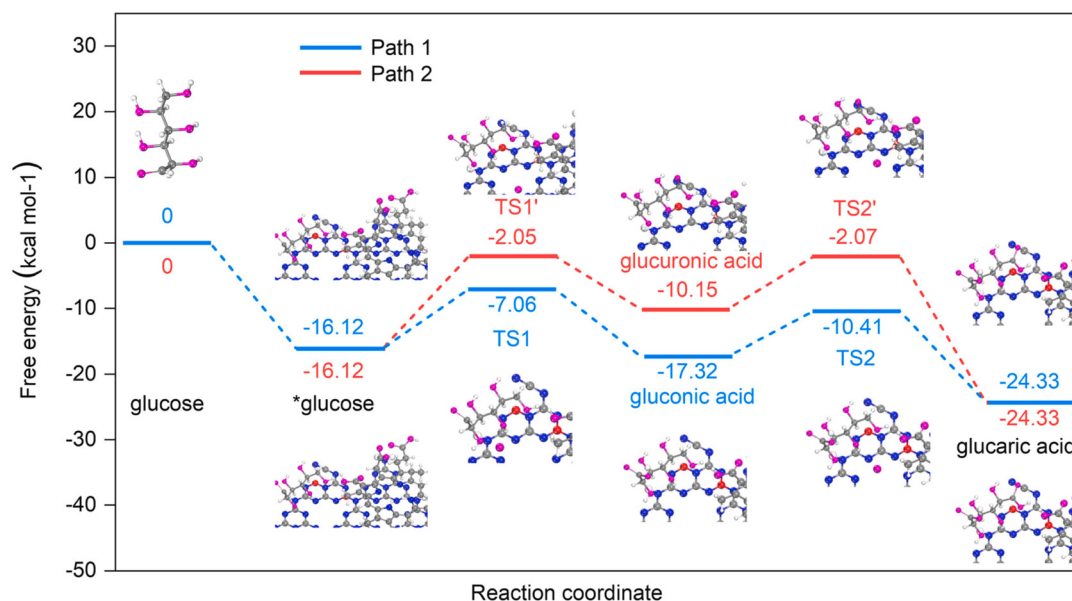 Path 1
Path 2
Free energy (kcal mol-1)
30
20
10
0
-10
-20
-30
-40
-50
0
0
glucose
-16.12
-16.12
*glucose
TS1'
-2.05
-7.06
TS1
glucuronic acid
-10.15
-17.32
gluconic acid
TS2'
-2.07
-10.41
TS2
-24.33
-24.33
glucaric acid
Reaction coordinate